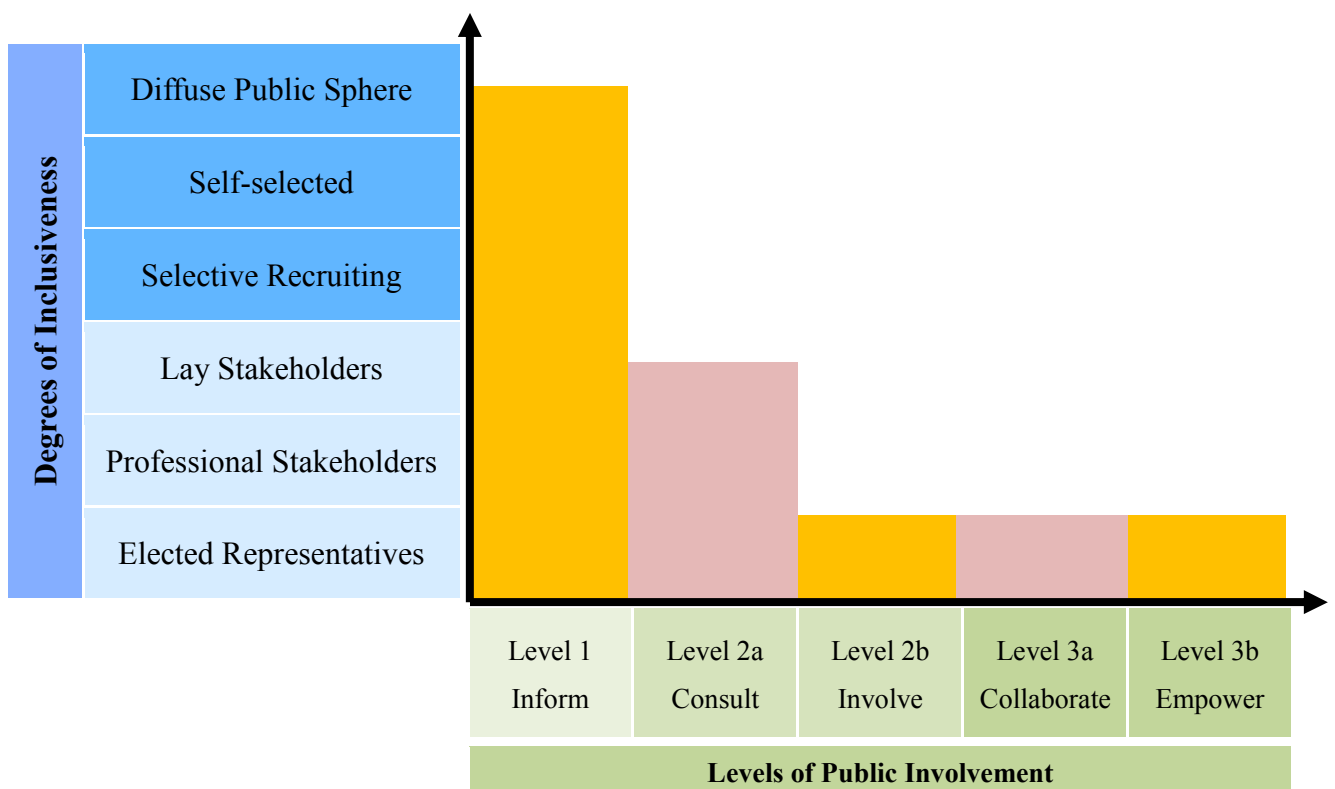 Degrees of Inclusiveness
Diffuse Public Sphere
Self-selected
Selective Recruiting
Lay Stakeholders
Professional Stakeholders
Elected Representatives
Level 1
Inform
Level 2a
Consult
Level 2b
Involve
Level 3a
Collaborate
Level 3b
Empower
Levels of Public Involvement